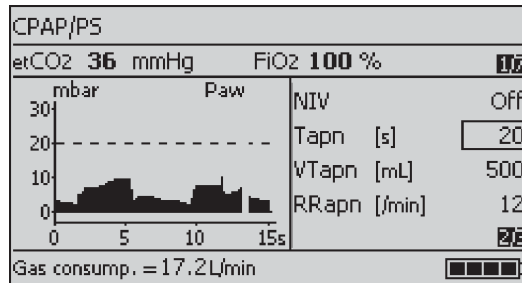 CPAP/PS
etCO2 36 mmHg FiO2 100 %
mbar Paw
30
20
10
0
0 5 10 15s
NIV Off
Tapn [s] 20
VTapn [mL] 500
RRapn [/min] 12
Gas consump. = 17.2 L/min